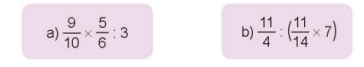 a) 9/10 × 5/6 : 3
b) 11/4 : (11/14 × 7)